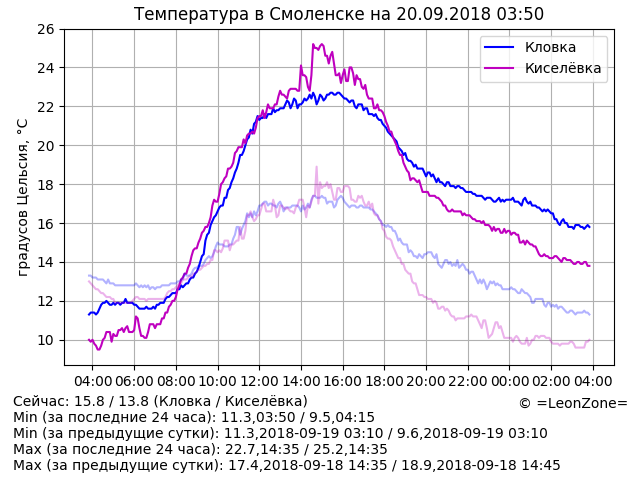 Температура в Смоленске на 20.09.2018 03:50
26
24
22
20
18
16
14
12
10
градусов Цельсия, °C
Кловка
Киселёвка
04:00 06:00 08:00 10:00 12:00 14:00 16:00 18:00 20:00 22:00 00:00 02:00 04:00
Сейчас: 15.8 / 13.8 (Кловка / Киселёвка)
© =LeonZone=
Min (за последние 24 часа): 11.3,03:50 / 9.5,04:15
Min (за предыдущие сутки): 11.3,2018-09-19 03:10 / 9.6,2018-09-19 03:10
Max (за последние 24 часа): 22.7,14:35 / 25.2,14:35
Max (за предыдущие сутки): 17.4,2018-09-18 14:35 / 18.9,2018-09-18 14:45